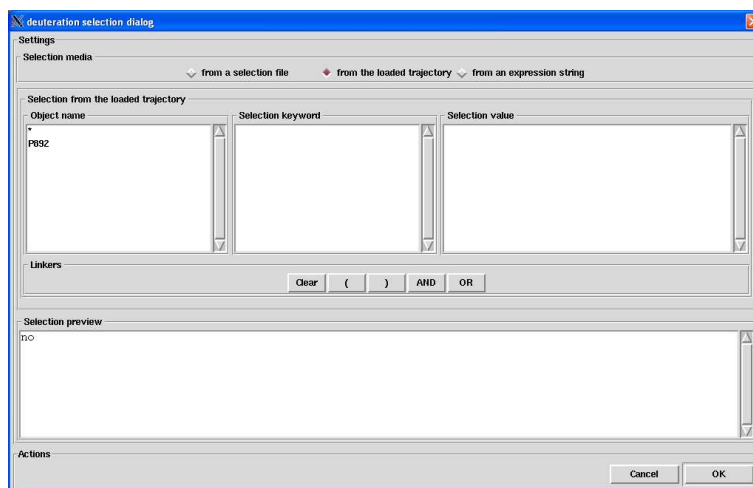 deuteration selection dialog
Settings
Selection media
from a selection file from the loaded trajectory from an expression string
Selection from the loaded trajectory
Object name Selection keyword Selection value
*
P892
Linkers
Clear ( ) AND OR
Selection preview
no
Actions
Cancel OK